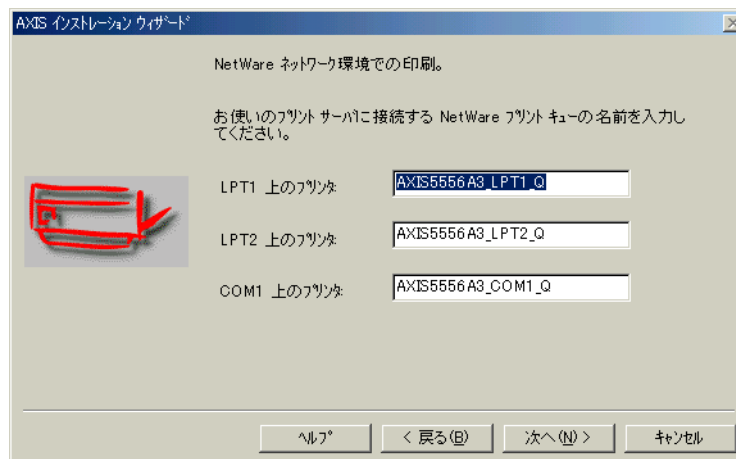 AXIS インストレーション ウィザード
NetWare ネットワーク環境での印刷。
お使いのプリント サーバに接続する NetWare プリント キューの名前を入力し
てください。
LPT1 上のプリンタ: AXIS5556A3_LPT1_Q
LPT2 上のプリンタ: AXIS5556A3_LPT2_Q
COM1 上のプリンタ: AXIS5556A3_COM1_Q
ヘルプ < 戻る(B) 次へ(N) > キャンセル